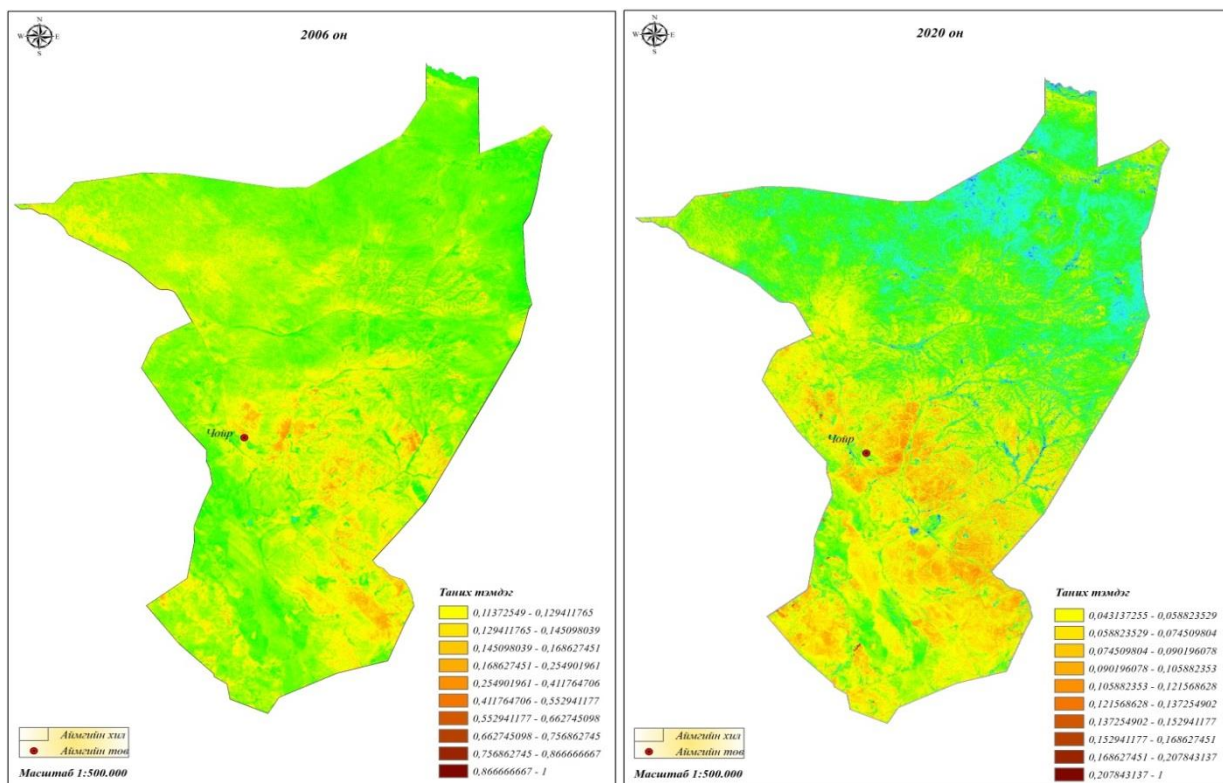 N
W E
S
2006 он
Чойр
Таних тэмдэг
0,11372549 - 0,129411765
0,129411765 - 0,145098039
0,145098039 - 0,168627451
0,168627451 - 0,254901961
0,254901961 - 0,411764706
0,411764706 - 0,552941177
0,552941177 - 0,662745098
0,662745098 - 0,756862745
0,756862745 - 0,866666667
0,866666667 - 1
Аймгийн хил
Аймгийн төв
Масштаб 1:500.000
N
W E
S
2020 он
Чойр
Таних тэмдэг
0,043137255 - 0,058823529
0,058823529 - 0,074509804
0,074509804 - 0,090196078
0,090196078 - 0,105882353
0,105882353 - 0,121568628
0,121568628 - 0,137254902
0,137254902 - 0,152941177
0,152941177 - 0,168627451
0,168627451 - 0,207843137
0,207843137 - 1
Аймгийн хил
Аймгийн төв
Масштаб 1:500.000